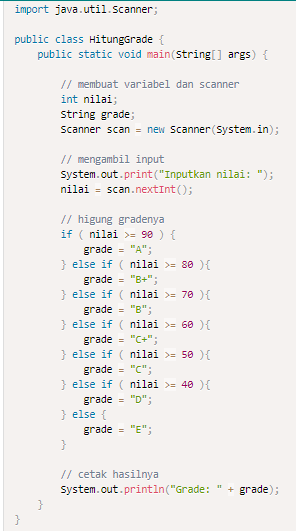 import java.util.Scanner;
public class HitungGrade {
public static void main(String[] args) {
// membuat variabel dan scanner
int nilai;
String grade;
Scanner scan = new Scanner(System.in);
// mengambil input
System.out.print("Inputkan nilai: ");
nilai = scan.nextInt();
// higung gradenya
if ( nilai >= 90 ) {
grade = "A";
} else if ( nilai >= 80 ){
grade = "B+";
} else if ( nilai >= 70 ){
grade = "B";
} else if ( nilai >= 60 ){
grade = "C+";
} else if ( nilai >= 50 ){
grade = "C";
} else if ( nilai >= 40 ){
grade = "D";
} else {
grade = "E";
}
// cetak hasilnya
System.out.println("Grade: " + grade);
}
}